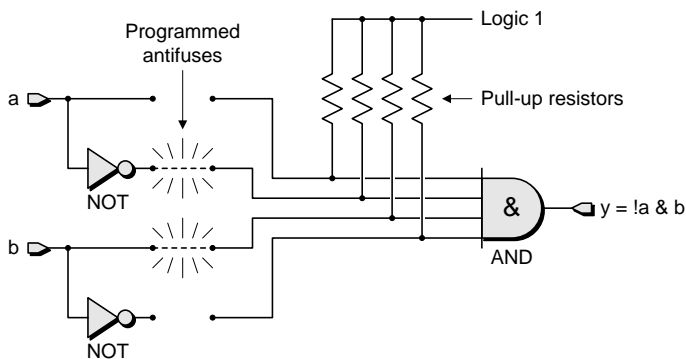 Programmed
antifuses
Logic 1
a
Pull-up resistors
NOT
&
y = !a & b
b
AND
NOT